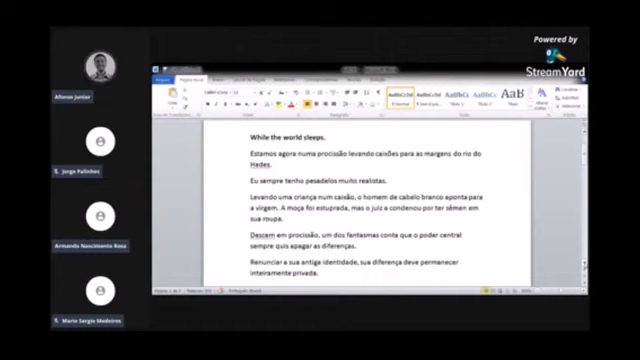 Powered by
StreamYard
Afonso Junior
Jorge Palinhos
Armando Nascimento Rosa
Mario Sergio Medeiros
While the world sleeps.
Estamos agora numa procissão levando caixões para as margens do rio do
Hades.
Eu sempre tenho pesadelos muito realistas.
Levando uma criança num caixão, o homem de cabelo branco aponta para
a virgem. A moça foi estuprada, mas o juiz a condenou por ter sêmen em
sua roupa.
Descem em procissão, um dos fantasmas conta que o poder central
sempre quis apagar as diferenças.
Renunciar a sua antiga identidade, sua diferença deve permanecer
inteiramente privada.